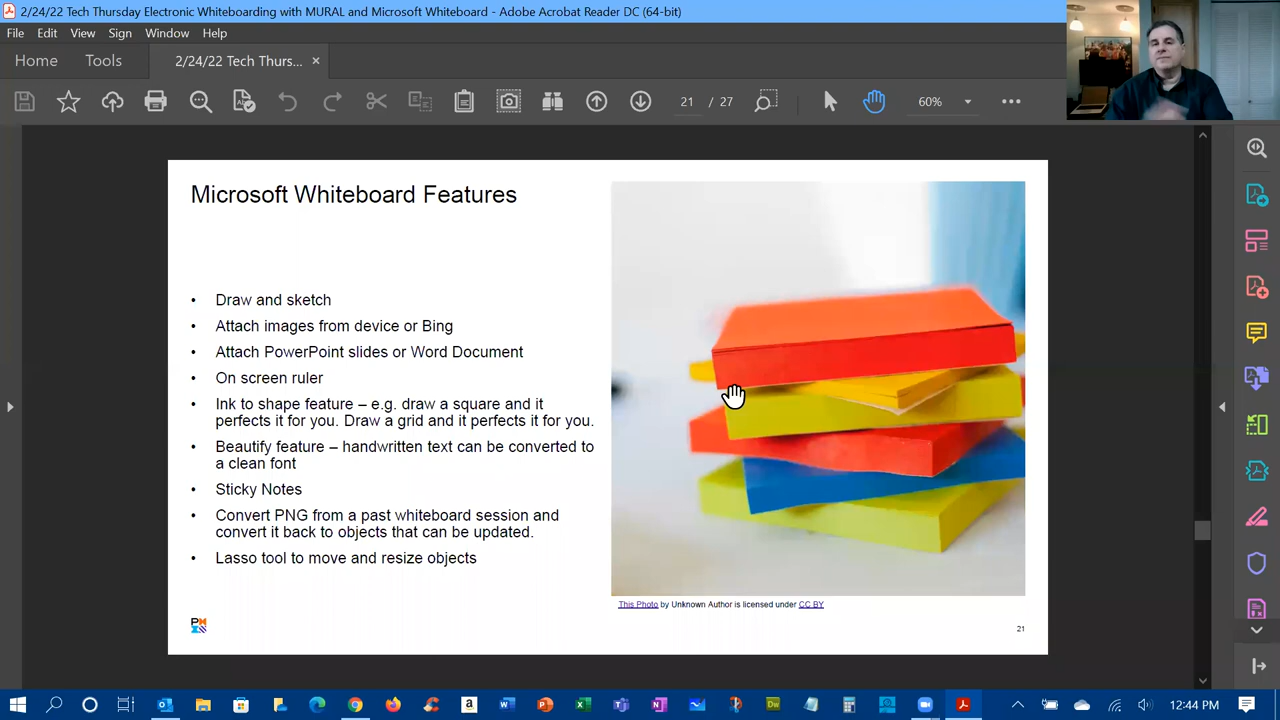 2/24/22 Tech Thursday Electronic Whiteboarding with MURAL and Microsoft Whiteboard - Adobe Acrobat Reader DC (64-bit)
File Edit View Sign Window Help
Home Tools 2/24/22 Tech Thurs... ×
21 / 27 60%
Microsoft Whiteboard Features
• Draw and sketch
• Attach images from device or Bing
• Attach PowerPoint slides or Word Document
• On screen ruler
• Ink to shape feature – e.g. draw a square and it
perfects it for you. Draw a grid and it perfects it for you.
• Beautify feature – handwritten text can be converted to
a clean font
• Sticky Notes
• Convert PNG from a past whiteboard session and
convert it back to objects that can be updated.
• Lasso tool to move and resize objects
This Photo by Unknown Author is licensed under CC BY
21
12:44 PM